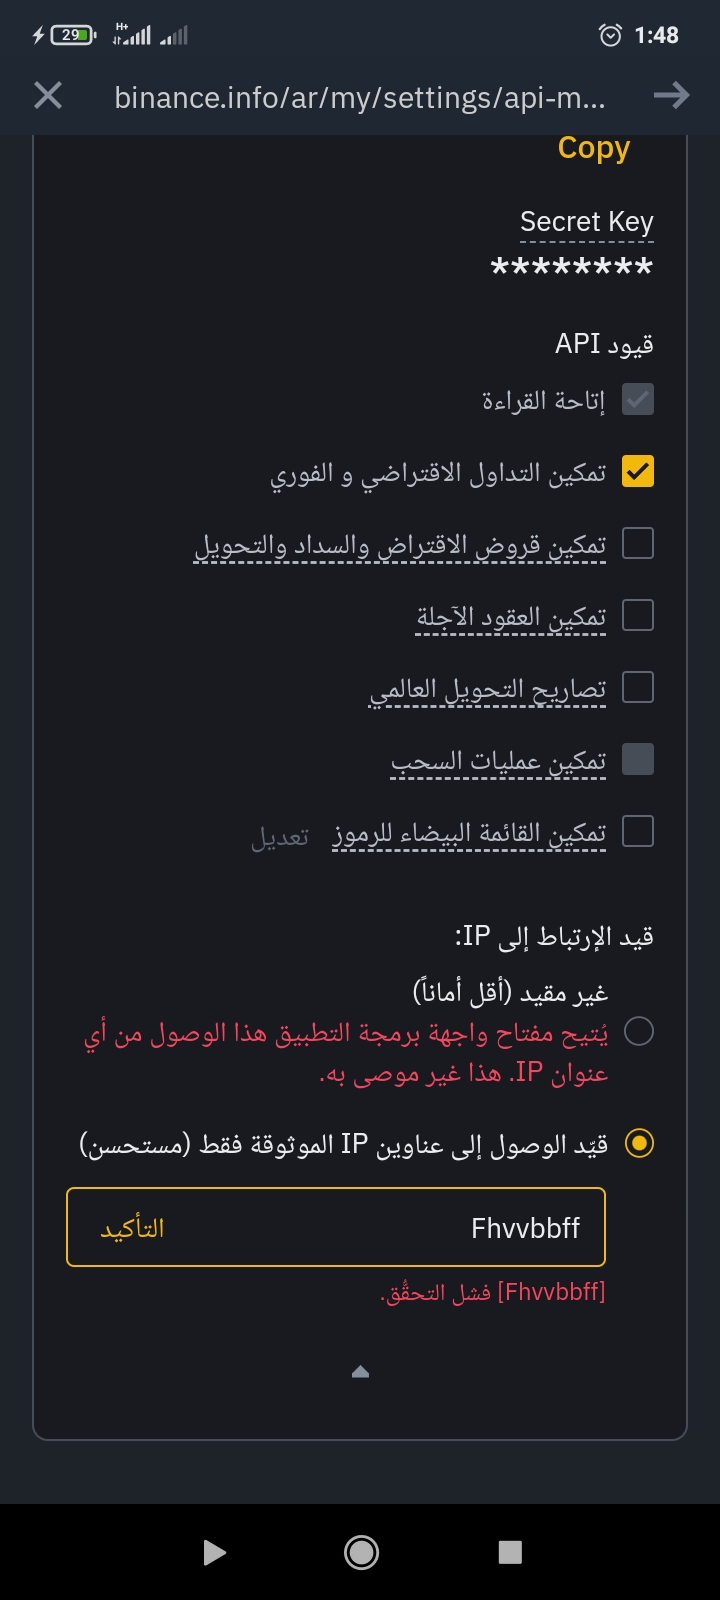 29
H+
1:48
binance.info/ar/my/settings/api-m...
Copy
Secret Key
********
قيود API
إتاحة القراءة
تمكين التداول الاقتراضي و الفوري
تمكين قروض الاقتراض والسداد والتحويل
تمكين العقود الآجلة
تصاريح التحويل العالمي
تمكين عمليات السحب
تمكين القائمة البيضاء للرموز تعديل
قيد الإرتباط إلى IP:
غير مقيد (أقل أماناً)
يُتيح مفتاح واجهة برمجة التطبيق هذا الوصول من أي
عنوان IP. هذا غير موصى به.
قيّد الوصول إلى عناوين IP الموثوقة فقط (مستحسن)
Fhvvbbff التأكيد
[Fhvvbbff] فشل التحقُّق.